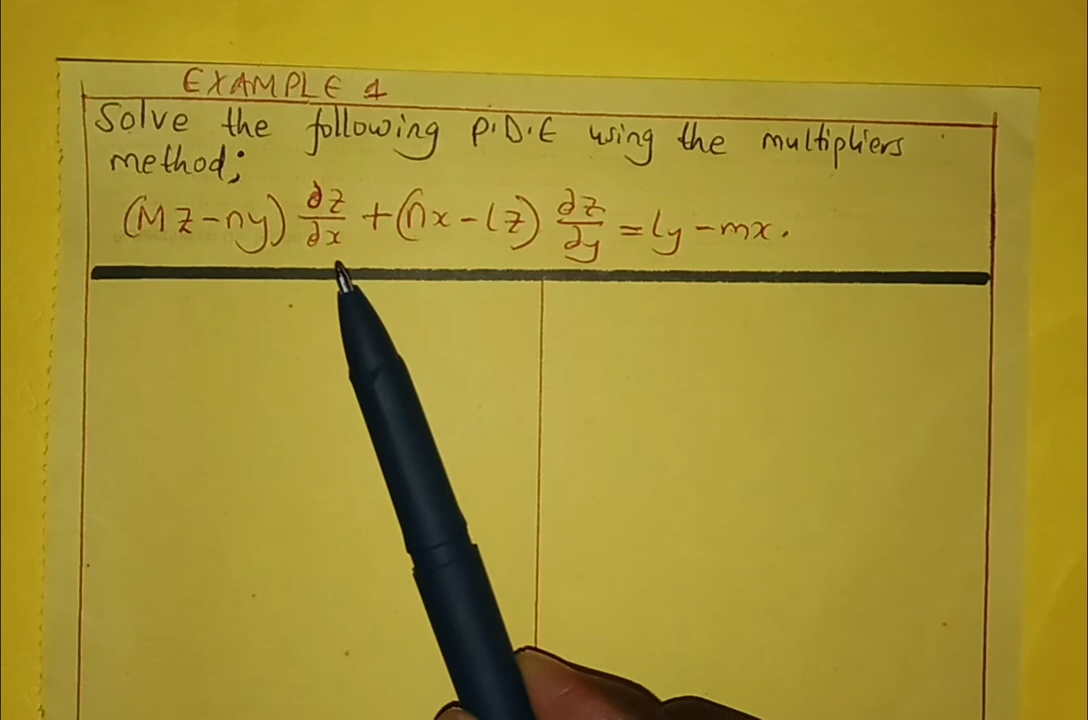 EXAMPLE 1
Solve the following P.D.E using the multipliers
method;
(Mz-ny) ∂z/∂x + (nx-lz) ∂z/∂y = ly-mx.